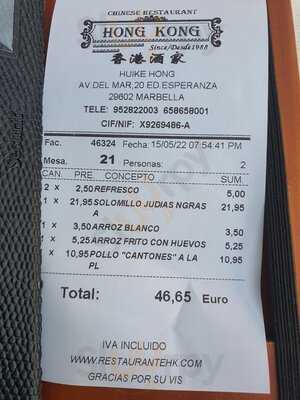 CHINESE RESTAURANT
HONG KONG
Since/Desde1988
香港酒家
HUIKE HONG
AV.DEL MAR,20 ED.ESPERANZA
29602 MARBELLA
TELE: 952822003 658658001
CIF/NIF: X9269486-A
Fac. 46324 Fecha: 15/05/22 07:54:41 PM
Mesa. 21 Personas: 2
CAN. PRE. CONCEPTO SUM.
2 x 2,50 REFRESCO 5,00
1 x 21,95 SOLOMILLO JUDIAS NGRAS 21,95
A
1 x 3,50 ARROZ BLANCO 3,50
1 x 5,25 ARROZ FRITO CON HUEVOS 5,25
1 x 10,95 POLLO "CANTONES" A LA 10,95
PL
Total: 46,65 Euro
IVA INCLUIDO
WWW.RESTAURANTEHK.COM
GRACIAS POR SU VIS